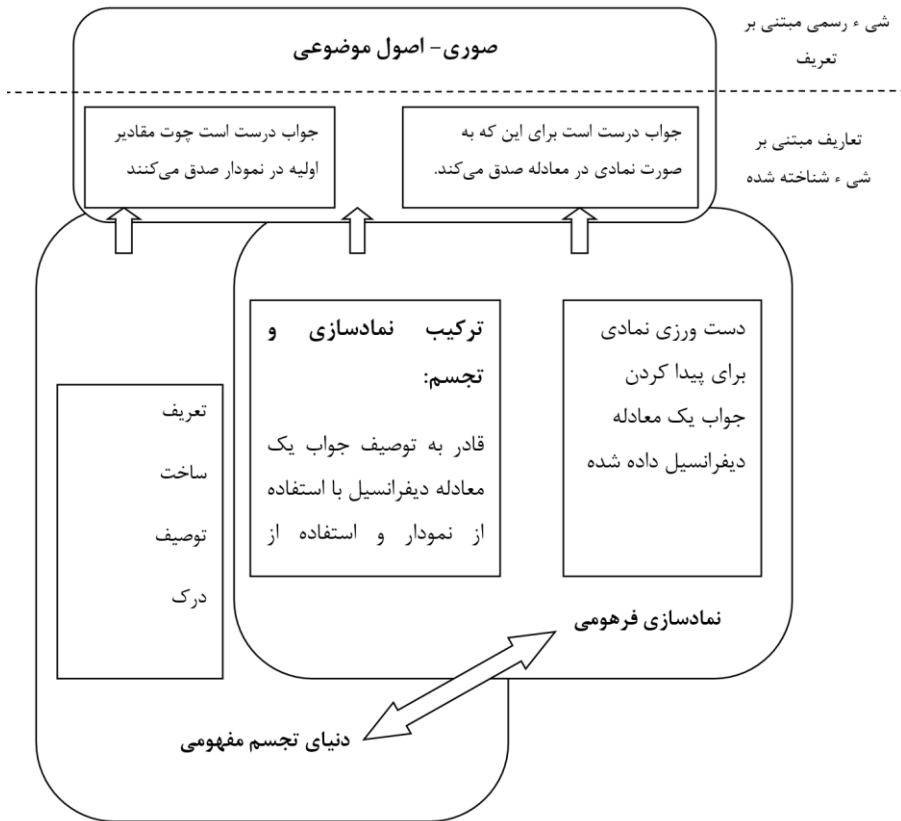 شی ء رسمی مبتنی بر
تعریف
صوری- اصول موضوعی
تعاریف مبتنی بر
شی ء شناخته شده
جواب درست است برای این که به
صورت نمادی در معادله صدق می‌کند.
جواب درست است چوت مقادیر
اولیه در نمودار صدق می‌کنند
دست ورزی نمادی
برای پیدا کردن
جواب یک معادله
دیفرانسیل داده شده
ترکیب نمادسازی و
تجسم:
قادر به توصیف جواب یک
معادله دیفرانسیل با استفاده
از نمودار و استفاده از
تعریف
ساخت
توصیف
درک
نمادسازی فرهومی
دنیای تجسم مفهومی